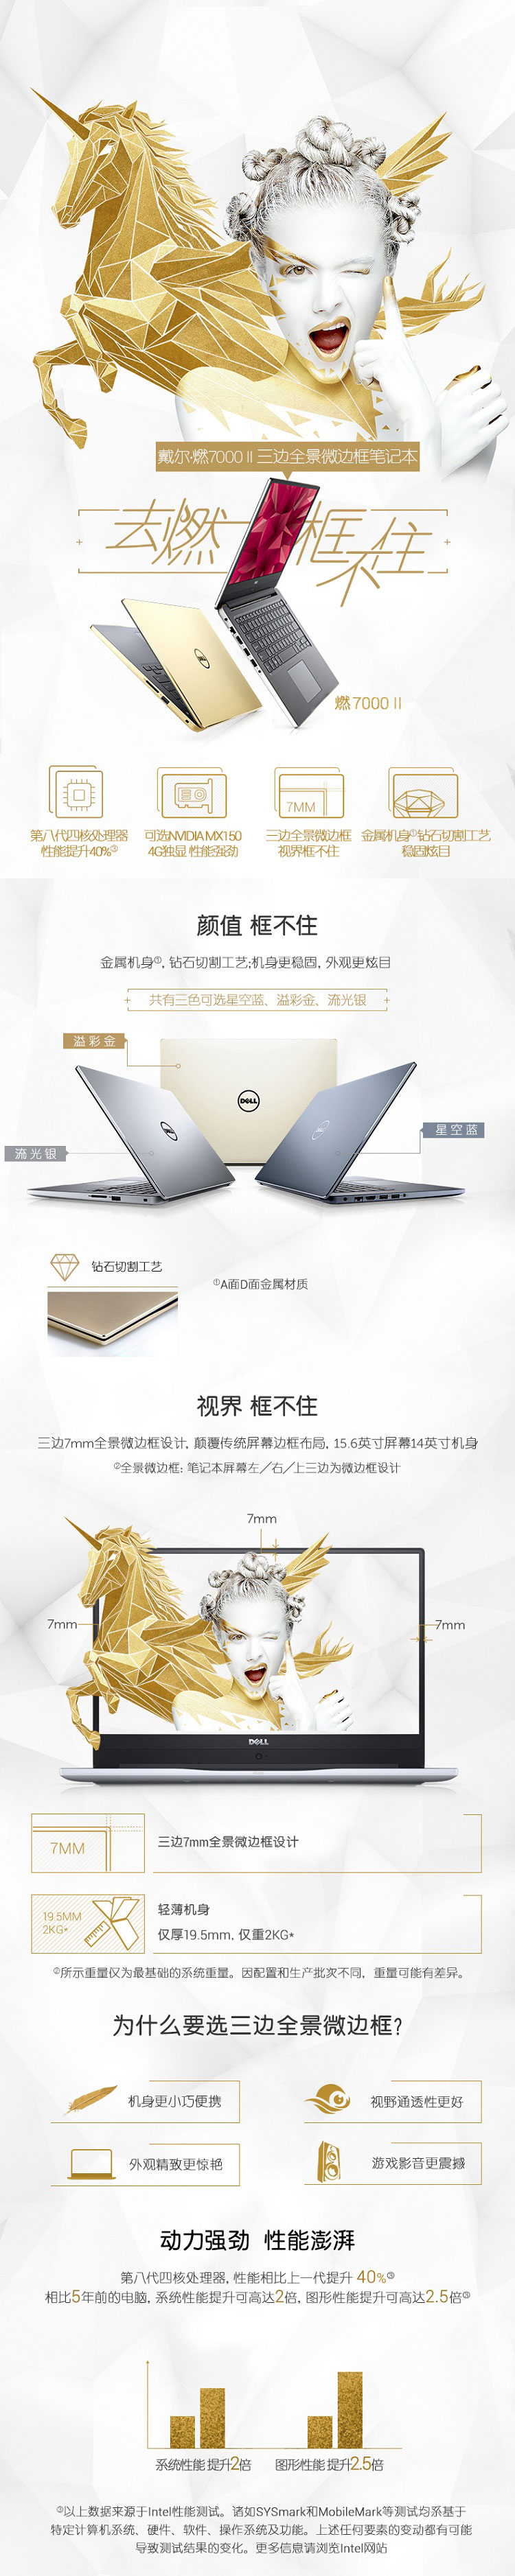 戴尔·燃7000 II 三边全景微边框笔记本
去燃 框不住
燃7000 II
7MM
第八代四核处理器
性能提升40%③
可选NVIDIA MX150
4G独显 性能强劲
三边全景微边框
视界框不住
金属机身①钻石切割工艺
稳固炫目
颜值 框不住
金属机身①, 钻石切割工艺;机身更稳固, 外观更炫目
共有三色可选星空蓝、溢彩金、流光银
溢彩金
DELL
星空蓝
流光银
钻石切割工艺
①A面D面金属材质
视界 框不住
三边7mm全景微边框设计, 颠覆传统屏幕边框布局, 15.6英寸屏幕14英寸机身
②全景微边框: 笔记本屏幕左/右/上三边为微边框设计
7mm
7mm
7mm
DELL
7MM
三边7mm全景微边框设计
19.5MM
2KG*
轻薄机身
仅厚19.5mm, 仅重2KG*
②所示重量仅为最基础的系统重量。因配置和生产批次不同, 重量可能有差异。
为什么要选三边全景微边框?
机身更小巧便携
视野通透性更好
外观精致更惊艳
游戏影音更震撼
动力强劲 性能澎湃
第八代四核处理器, 性能相比上一代提升 40%③
相比5年前的电脑, 系统性能提升可高达2倍, 图形性能提升可高达2.5倍③
系统性能 提升2倍
图形性能 提升2.5倍
③以上数据来源于Intel性能测试。诸如SYSmark和MobileMark等测试均系基于
特定计算机系统、硬件、软件、操作系统及功能。上述任何要素的变动都有可能
导致测试结果的变化。更多信息请浏览Intel网站